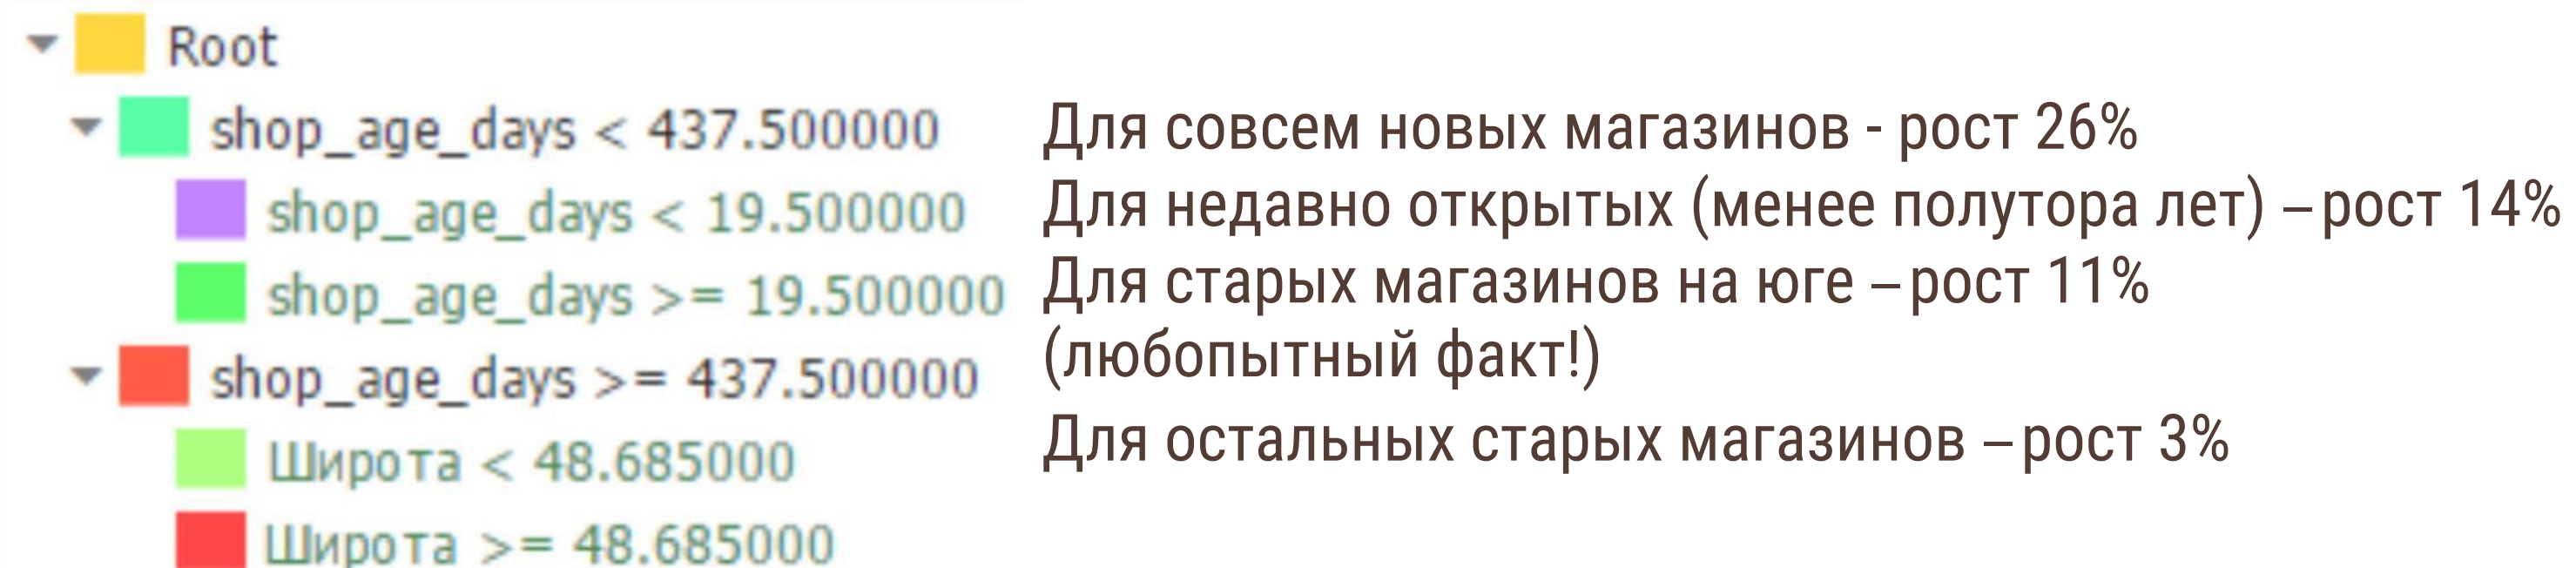 Root
shop_age_days < 437.500000
shop_age_days < 19.500000
shop_age_days >= 19.500000
shop_age_days >= 437.500000
Широта < 48.685000
Широта >= 48.685000
Для совсем новых магазинов - рост 26%
Для недавно открытых (менее полутора лет) – рост 14%
Для старых магазинов на юге – рост 11%
(любопытный факт!)
Для остальных старых магазинов – рост 3%